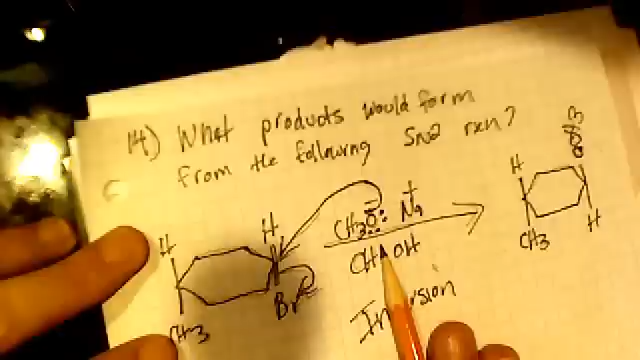 14) What products would form
from the following Sn2 rxn?
H
CH3
H
Br
CH3O: Na+
CH3OH
Inversion
H
CH3
H